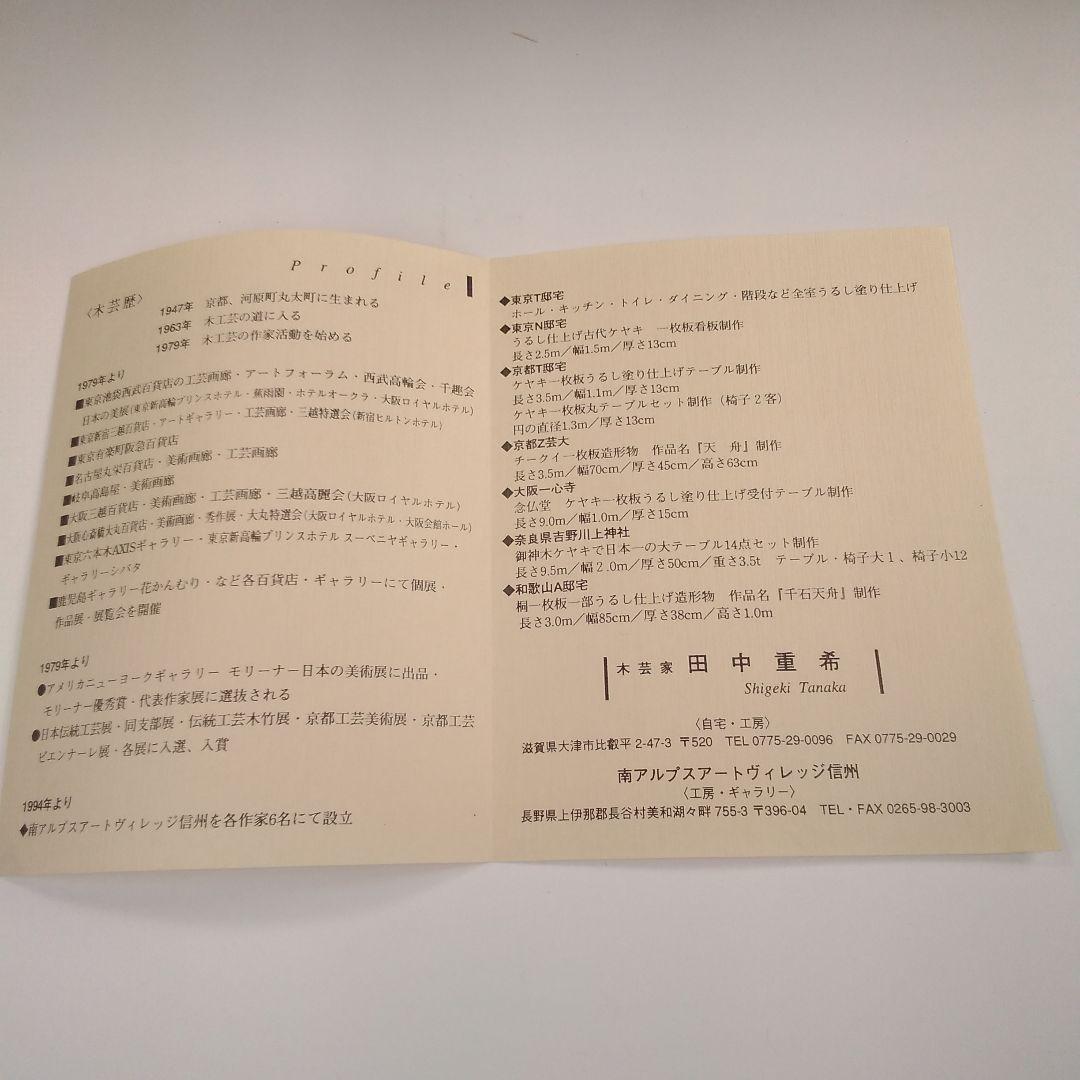 Profile
〈木芸歴〉
1947年 京都、河原町丸太町に生まれる
1963年 木工芸の道に入る
1979年 木工芸の作家活動を始める
1979年より
■東京池袋西武百貨店の工芸画廊・アートフォーラム・西武高輪会・千趣会
日本の美展(東京新高輪プリンスホテル・蕉雨園・ホテルオークラ・大阪ロイヤルホテル)
■東京新宿三越百貨店・アートギャラリー・工芸画廊・三越特選会(新宿ヒルトンホテル)
■東京有楽町阪急百貨店
■名古屋丸栄百貨店・美術画廊・工芸画廊
■岐阜高島屋・美術画廊
■大阪三越百貨店・美術画廊・工芸画廊・三越高麗会(大阪ロイヤルホテル)
■大阪心斎橋大丸百貨店・美術画廊・秀作展・大丸特選会(大阪ロイヤルホテル・大阪会館ホール)
■東京六本木AXISギャラリー・東京新高輪プリンスホテル スーベニヤギャラリー・
ギャラリーシバタ
■鹿児島ギャラリー花かんむり・など各百貨店・ギャラリーにて個展・
作品展・展覧会を開催
1979年より
●アメリカニューヨークギャラリー モリーナー日本の美術展に出品・
モリーナー優秀賞・代表作家展に選抜される
●日本伝統工芸展・同支部展・伝統工芸木竹展・京都工芸美術展・京都工芸
ビエンナーレ展・各展に入選、入賞
1994年より
◆南アルプスアートヴィレッジ信州を各作家6名にて設立
◆東京T邸宅
ホール・キッチン・トイレ・ダイニング・階段など全室うるし塗り仕上げ
◆東京N邸宅
うるし仕上げ古代ケヤキ 一枚板看板制作
長さ2.5m／幅1.5m／厚さ13cm
◆京都T邸宅
ケヤキ一枚板うるし塗り仕上げテーブル制作
長さ3.5m／幅1.1m／厚さ13cm
ケヤキ一枚板丸テーブルセット制作（椅子２客）
円の直径1.3m／厚さ13cm
◆京都Z芸大
チークイ一枚板造形物 作品名『天 舟』制作
長さ3.5m／幅70cm／厚さ45cm／高さ63cm
◆大阪一心寺
念仏堂 ケヤキ一枚板うるし塗り仕上げ受付テーブル制作
長さ9.0m／幅1.0m／厚さ15cm
◆奈良県吉野川上神社
御神木ケヤキで日本一の大テーブル14点セット制作
長さ9.5m／幅２.0m／厚さ50cm／重さ3.5t テーブル・椅子大１、椅子小12
◆和歌山A邸宅
桐一枚板一部うるし仕上げ造形物 作品名『千石天舟』制作
長さ3.0m／幅85cm／厚さ38cm／高さ1.0m
木芸家 田中重希
Shigeki Tanaka
〈自宅・工房〉
滋賀県大津市比叡平 2-47-3 〒520 TEL 0775-29-0096 FAX 0775-29-0029
南アルプスアートヴィレッジ信州
〈工房・ギャラリー〉
長野県上伊那郡長谷村美和湖々畔 755-3 〒396-04 TEL・FAX 0265-98-3003